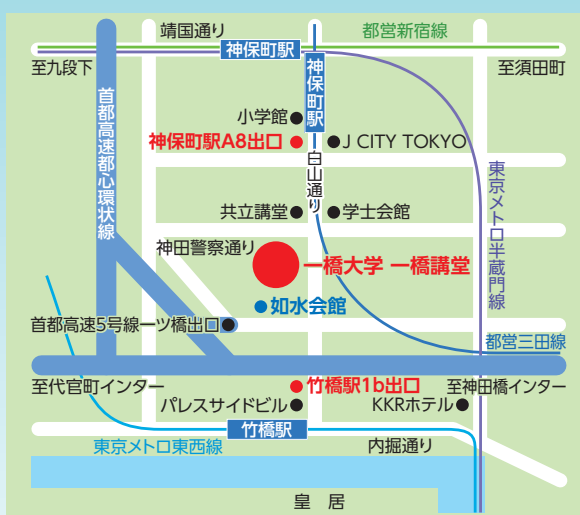 靖国通り
都営新宿線
神保町駅
至九段下
至須田町
神保町駅
首都高速都心環状線
小学館
神保町駅A8出口
J CITY TOKYO
白山通り
東京メトロ半蔵門線
共立講堂
学士会館
神田警察通り
一橋大学 一橋講堂
如水会館
首都高速5号線一ツ橋出口
都営三田線
至代官町インター
竹橋駅1b出口
至神田橋インター
パレスサイドビル
KKRホテル
竹橋駅
東京メトロ東西線
内掘通り
皇 居